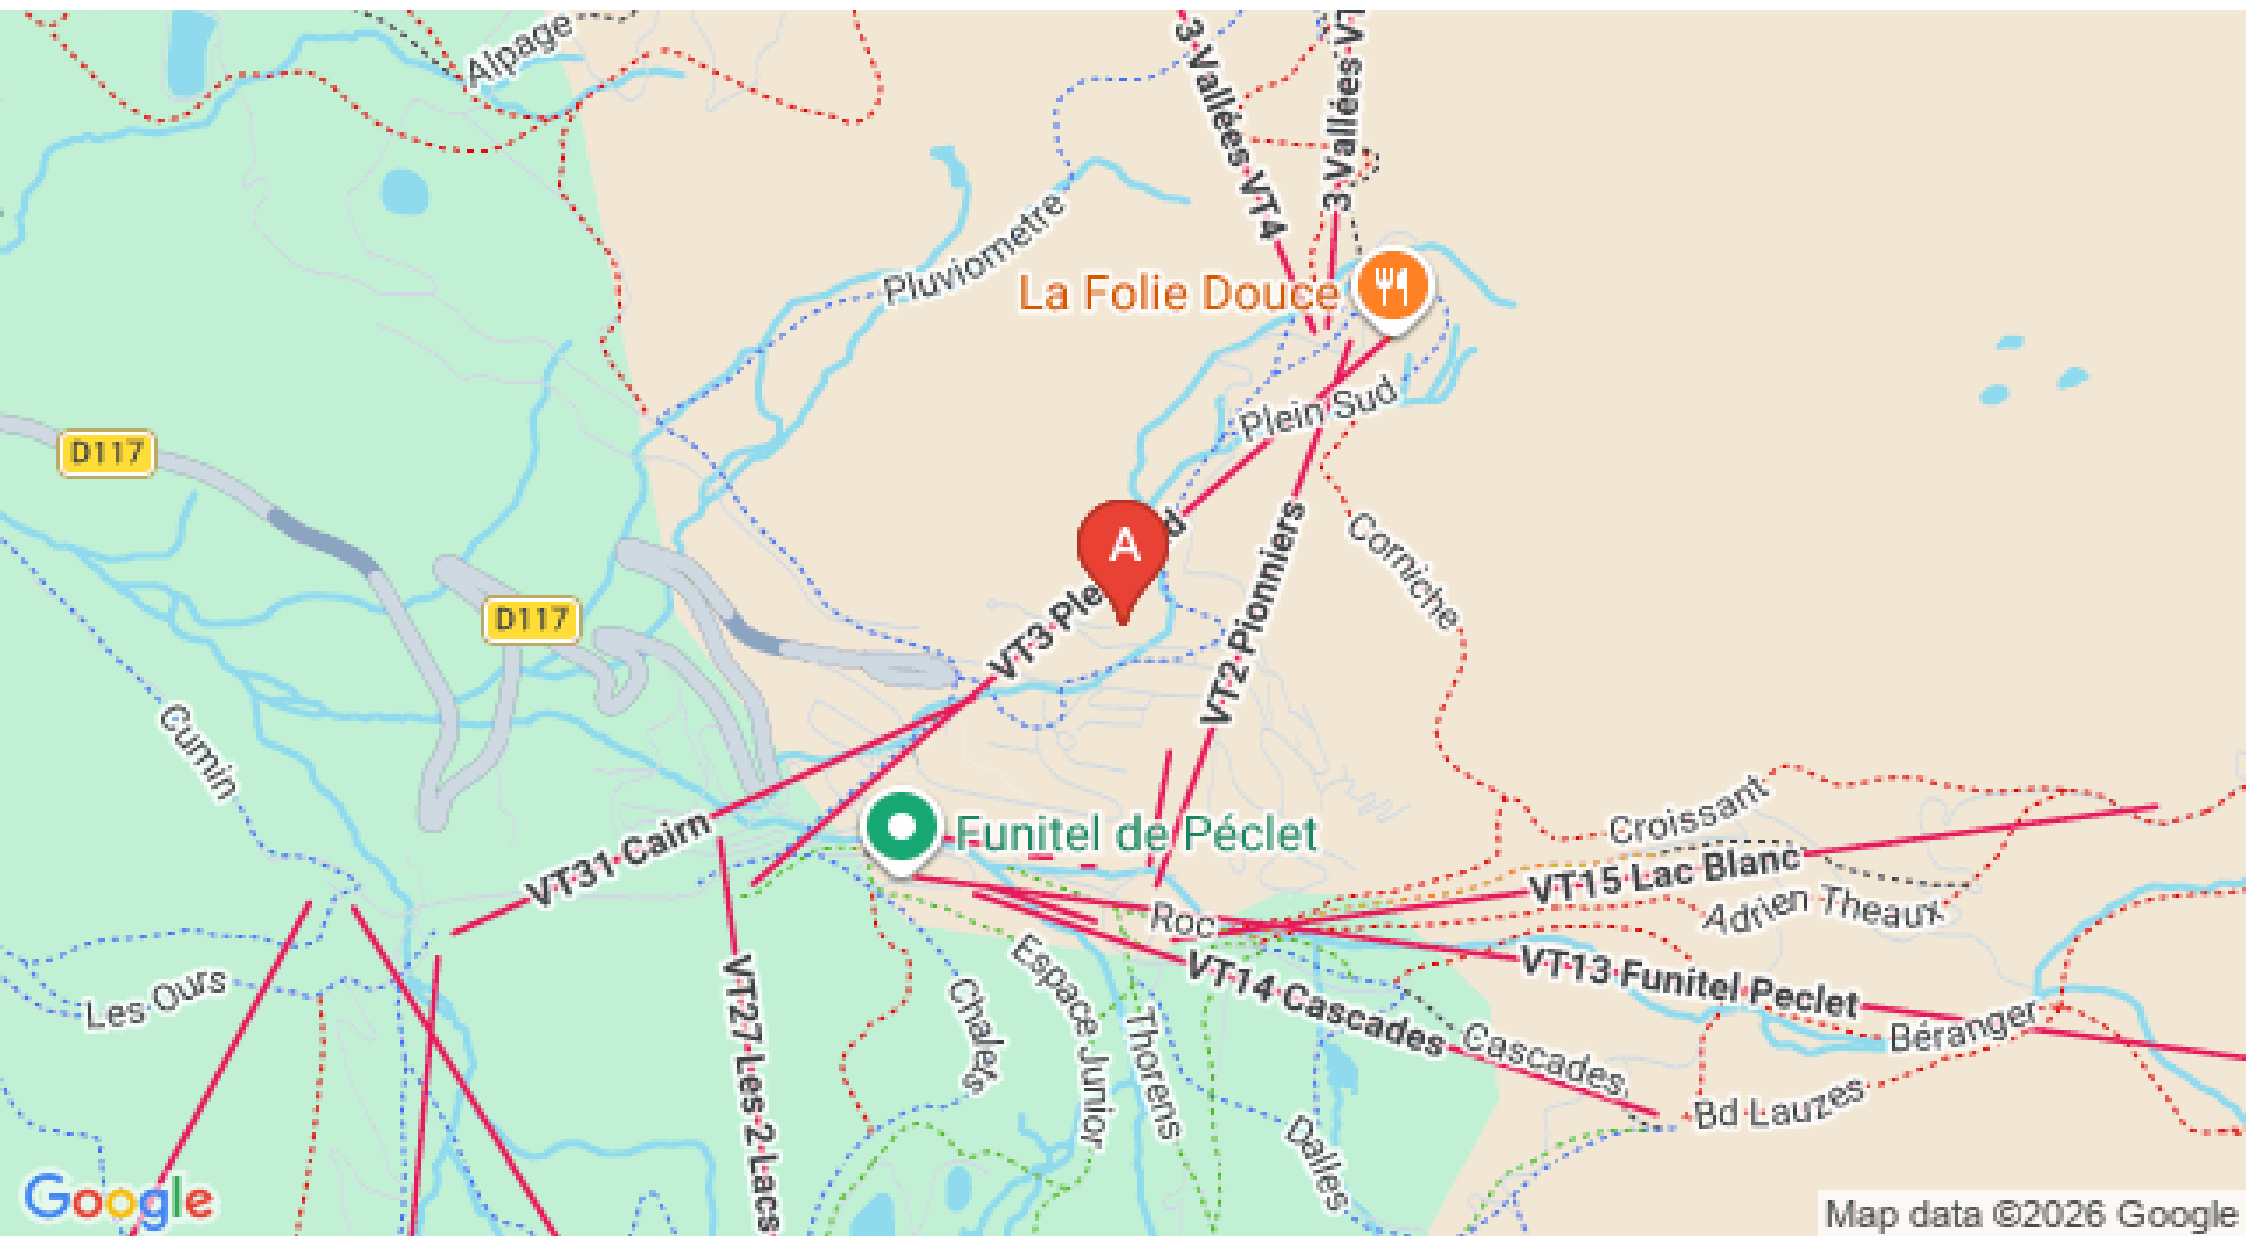 Alpage
3 Vallées VT4
3 Vallées VT
Pluviometre
La Folie Douce
Plein Sud
D117
A
d
Corniche
D117
VT3 Ple
VT2 Pionniers
Cumin
Funitel de Péclet
Croissant
VT31 Cairn
VT15 Lac Blanc
Adrien Theaux
Roc
VT13 Funitel Peclet
VT14 Cascades
Espace Junior
Chalets
Les Ours
VT27 Les 2 Lacs
Thorens
Cascades
Béranger
Bd Lauzes
Dalles
Google
Map data ©2026 Google